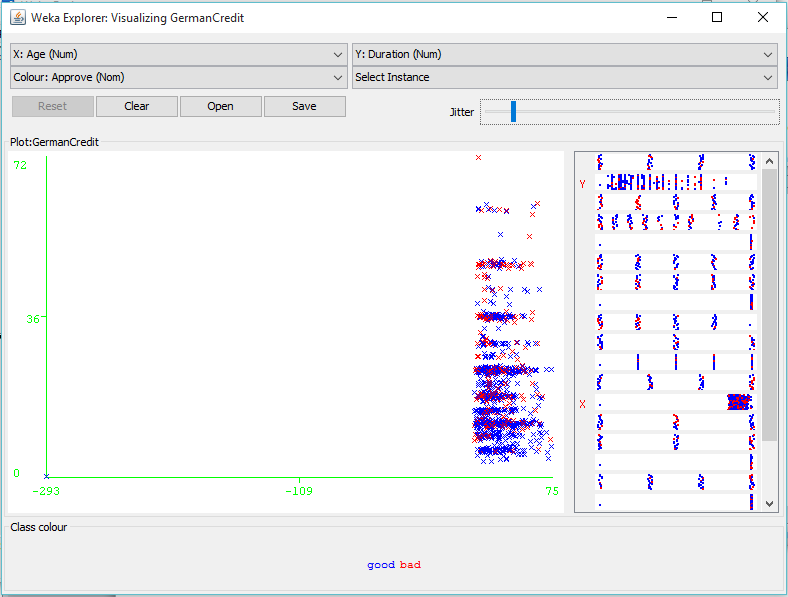 Weka Explorer: Visualizing GermanCredit
X: Age (Num) Y: Duration (Num)
Colour: Approve (Nom) Select Instance
Reset Clear Open Save Jitter
Plot:GermanCredit
72
36
0
-293 -109 75
Y
X
Class colour
good bad